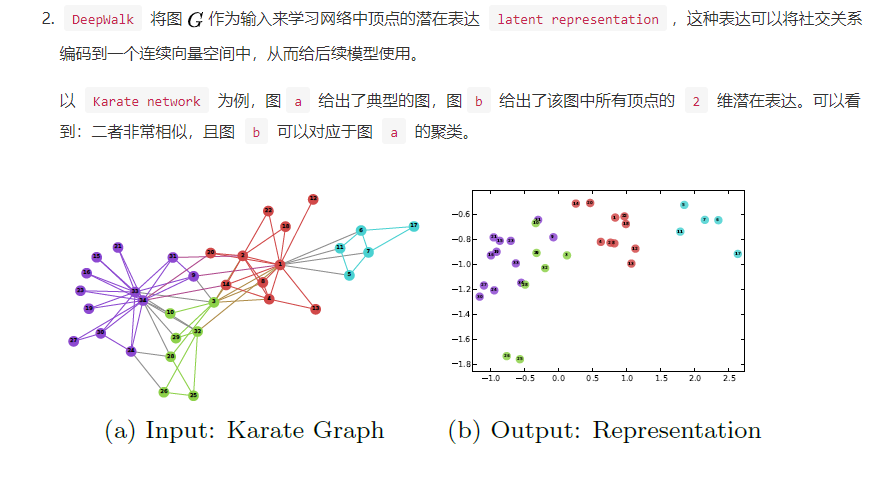 2. DeepWalk 将图 G 作为输入来学习网络中顶点的潜在表达 latent representation ，这种表达可以将社交关系
编码到一个连续向量空间中，从而给后续模型使用。
以 Karate network 为例，图 a 给出了典型的图，图 b 给出了该图中所有顶点的 2 维潜在表达。可以看
到：二者非常相似，且图 b 可以对应于图 a 的聚类。
−0.6
−0.8
−1.0
−1.2
−1.4
−1.6
−1.8
−1.0 −0.5 0.0 0.5 1.0 1.5 2.0 2.5
(a) Input: Karate Graph
(b) Output: Representation